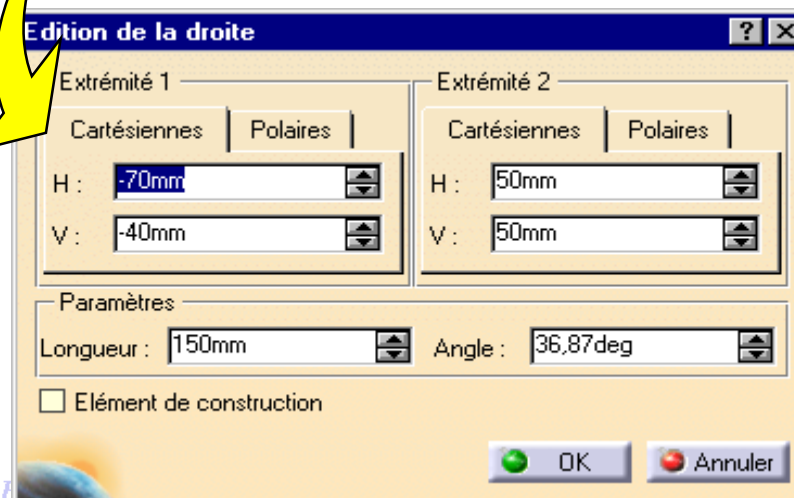 Edition de la droite
Extrémité 1
Extrémité 2
Cartésiennes Polaires
Cartésiennes Polaires
H : -70mm
H : 50mm
V : -40mm
V : 50mm
Paramètres
Longueur : 150mm Angle : 36,87deg
Elément de construction
OK Annuler